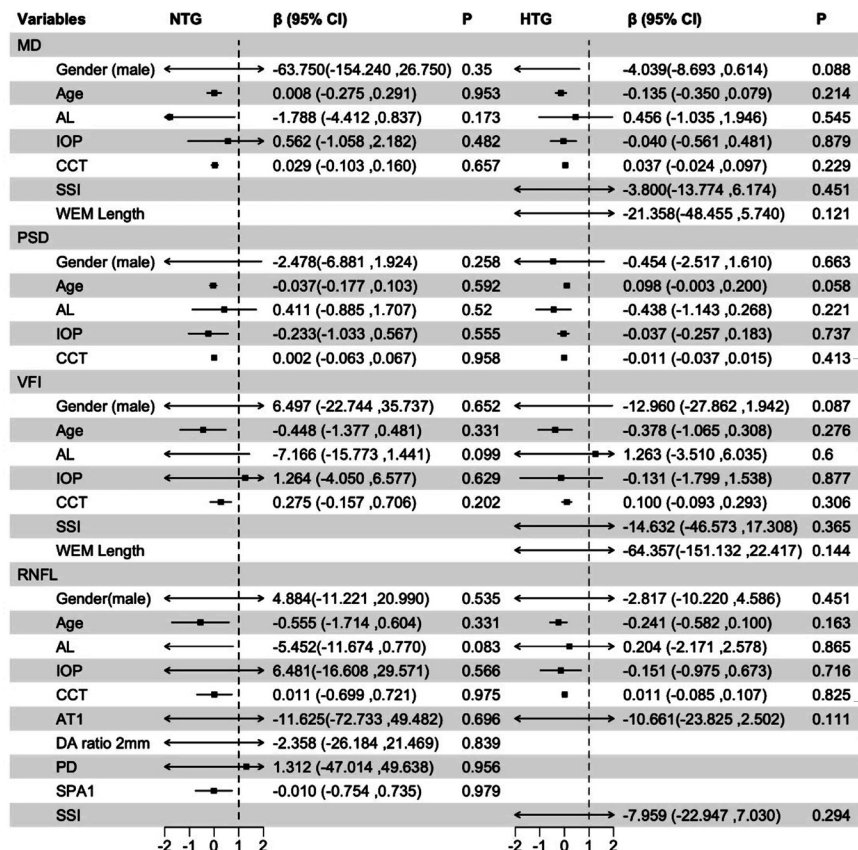 Variables NTG β (95% CI) P HTG β (95% CI) P
MD
Gender (male) -63.750(-154.240 ,26.750) 0.35 -4.039(-8.693 ,0.614) 0.088
Age 0.008 (-0.275 ,0.291) 0.953 -0.135 (-0.350 ,0.079) 0.214
AL -1.788 (-4.412 ,0.837) 0.173 0.456 (-1.035 ,1.946) 0.545
IOP 0.562 (-1.058 ,2.182) 0.482 -0.040 (-0.561 ,0.481) 0.879
CCT 0.029 (-0.103 ,0.160) 0.657 0.037 (-0.024 ,0.097) 0.229
SSI -3.800(-13.774 ,6.174) 0.451
WEM Length -21.358(-48.455 ,5.740) 0.121
PSD
Gender (male) -2.478(-6.881 ,1.924) 0.258 -0.454 (-2.517 ,1.610) 0.663
Age -0.037(-0.177 ,0.103) 0.592 0.098 (-0.003 ,0.200) 0.058
AL 0.411 (-0.885 ,1.707) 0.52 -0.438 (-1.143 ,0.268) 0.221
IOP -0.233(-1.033 ,0.567) 0.555 -0.037 (-0.257 ,0.183) 0.737
CCT 0.002 (-0.063 ,0.067) 0.958 -0.011 (-0.037 ,0.015) 0.413
VFI
Gender (male) 6.497 (-22.744 ,35.737) 0.652 -12.960 (-27.862 ,1.942) 0.087
Age -0.448 (-1.377 ,0.481) 0.331 -0.378 (-1.065 ,0.308) 0.276
AL -7.166 (-15.773 ,1.441) 0.099 1.263 (-3.510 ,6.035) 0.6
IOP 1.264 (-4.050 ,6.577) 0.629 -0.131 (-1.799 ,1.538) 0.877
CCT 0.275 (-0.157 ,0.706) 0.202 0.100 (-0.093 ,0.293) 0.306
SSI -14.632 (-46.573 ,17.308) 0.365
WEM Length -64.357(-151.132 ,22.417) 0.144
RNFL
Gender(male) 4.884(-11.221 ,20.990) 0.535 -2.817 (-10.220 ,4.586) 0.451
Age -0.555 (-1.714 ,0.604) 0.331 -0.241 (-0.582 ,0.100) 0.163
AL -5.452(-11.674 ,0.770) 0.083 0.204 (-2.171 ,2.578) 0.865
IOP 6.481(-16.608 ,29.571) 0.566 -0.151 (-0.975 ,0.673) 0.716
CCT 0.011 (-0.699 ,0.721) 0.975 0.011 (-0.085 ,0.107) 0.825
AT1 -11.625(-72.733 ,49.482) 0.696 -10.661(-23.825 ,2.502) 0.111
DA ratio 2mm -2.358 (-26.184 ,21.469) 0.839
PD 1.312 (-47.014 ,49.638) 0.956
SPA1 -0.010 (-0.754 ,0.735) 0.979
SSI -7.959 (-22.947 ,7.030) 0.294
-2 -1 0 1 2 -2 -1 0 1 2